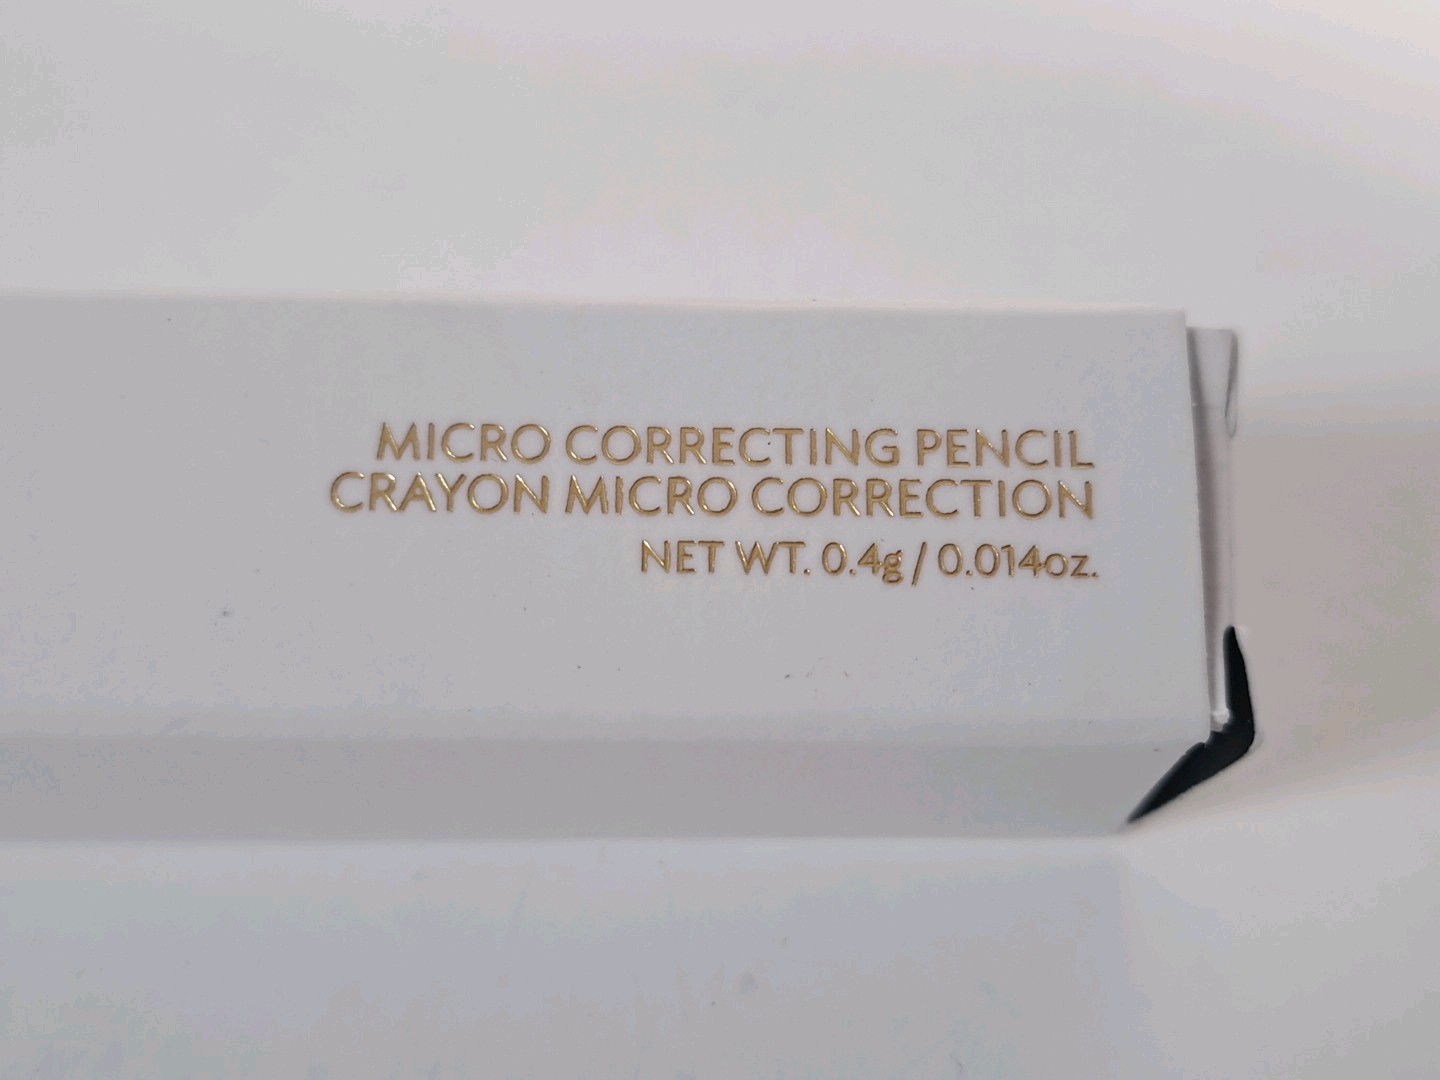 MICRO CORRECTING PENCIL
CRAYON MICRO CORRECTION
NET WT. 0.4g / 0.014oz.